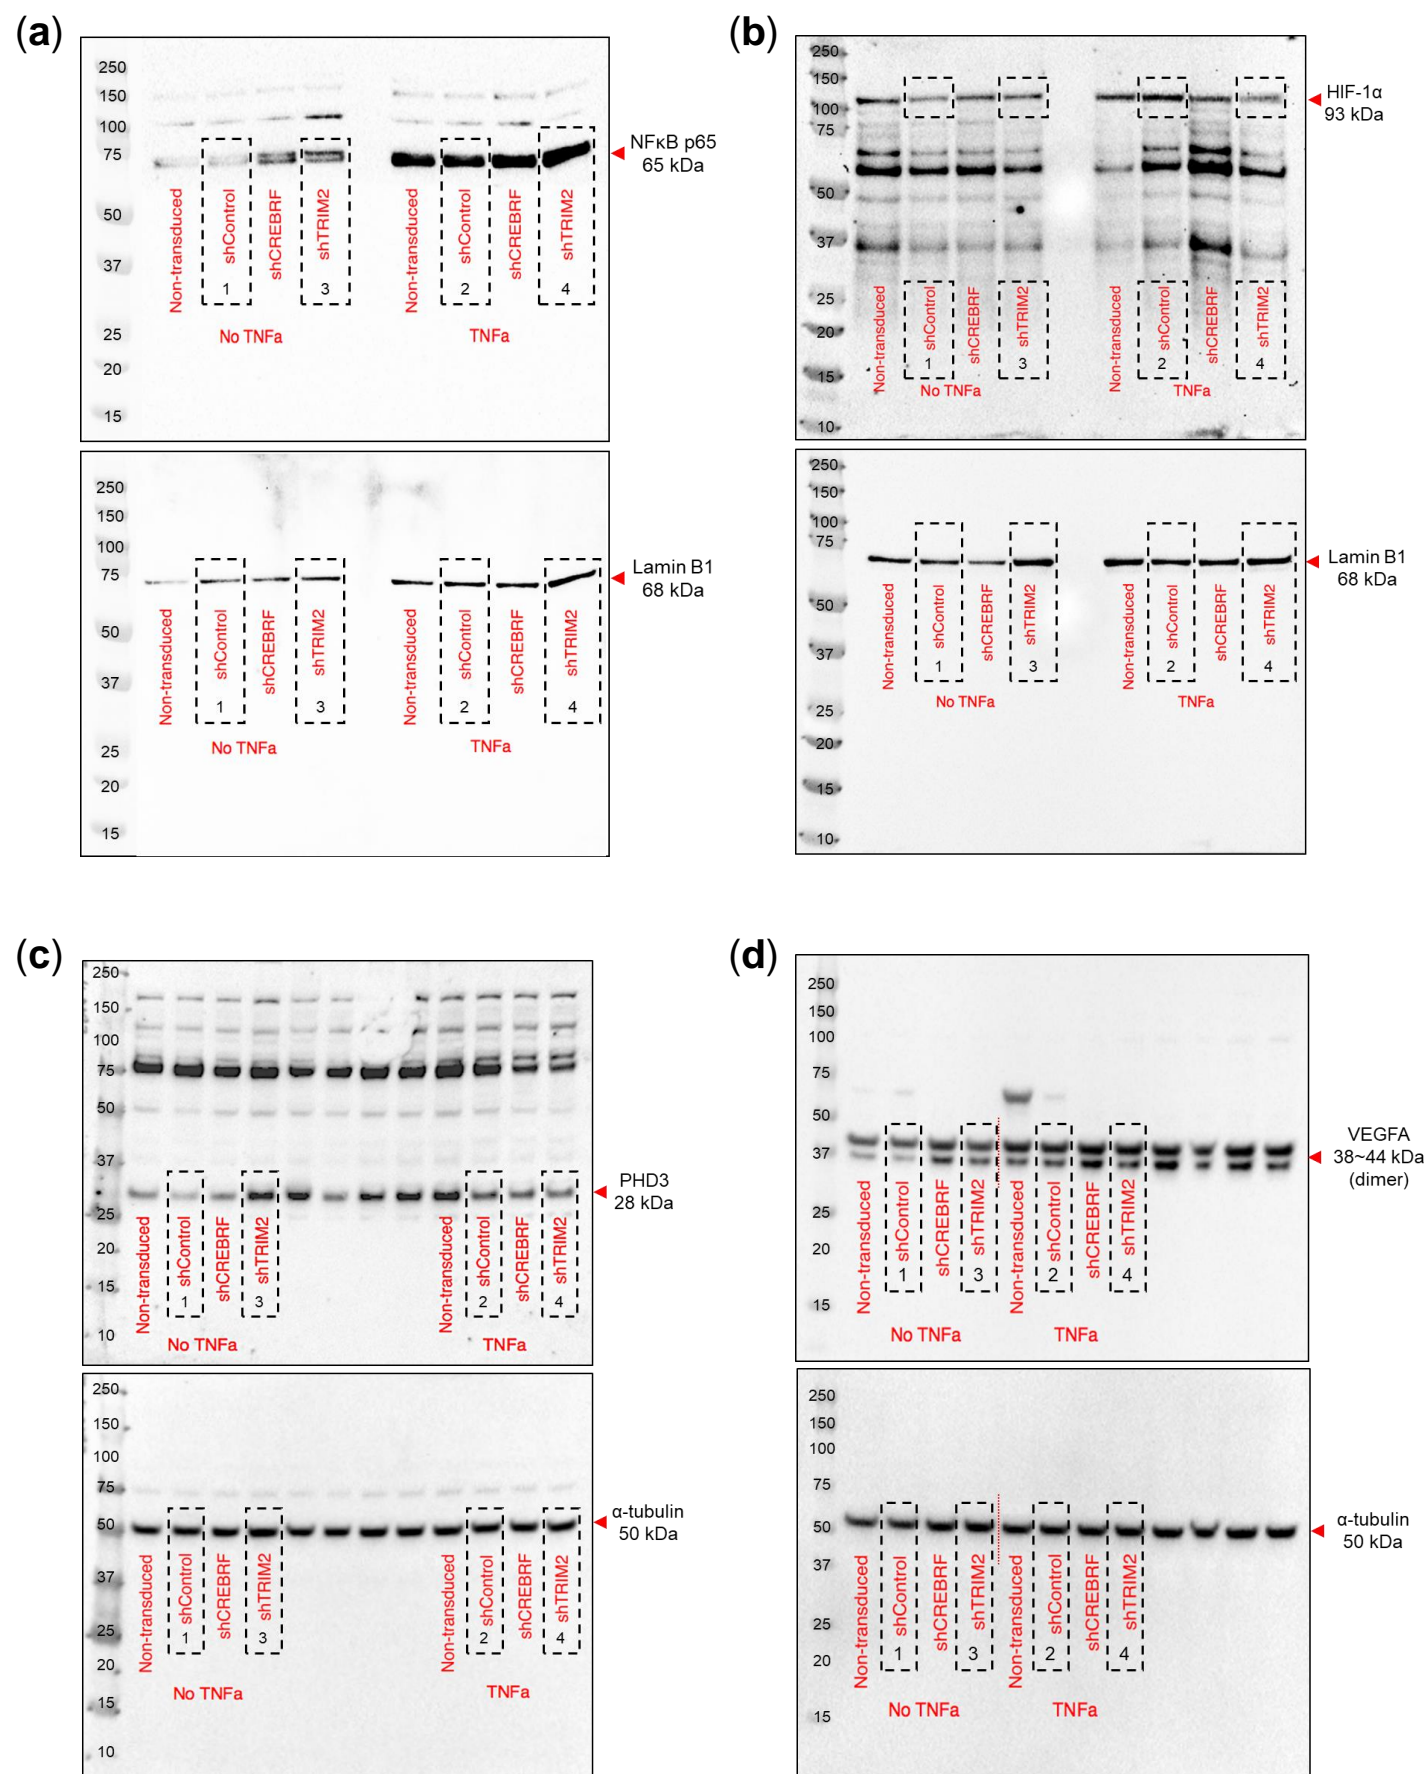 (a)
250
150
100
75
50
37
25
20
15
NFκB p65
65 kDa
Non-transduced
shControl
shCREBRF
shTRIM2
Non-transduced
shControl
shCREBRF
shTRIM2
1
3
2
4
No TNFa
TNFa
250
150
100
75
50
37
25
20
15
Lamin B1
68 kDa
Non-transduced
shControl
shCREBRF
shTRIM2
Non-transduced
shControl
shCREBRF
shTRIM2
1
3
2
4
No TNFa
TNFa
(b)
250
150
100
75
50
37
25
20
15
10
HIF-1α
93 kDa
Non-transduced
shControl
shCREBRF
shTRIM2
Non-transduced
shControl
shCREBRF
shTRIM2
1
3
2
4
No TNFa
TNFa
250
150
100
75
50
37
25
20
15
10
Lamin B1
68 kDa
Non-transduced
shControl
shCREBRF
shTRIM2
Non-transduced
shControl
shCREBRF
shTRIM2
1
3
2
4
No TNFa
TNFa
(c)
250
150
100
75
50
37
25
20
15
10
PHD3
28 kDa
Non-transduced
shControl
shCREBRF
shTRIM2
Non-transduced
shControl
shCREBRF
shTRIM2
1
3
2
4
No TNFa
TNFa
250
150
100
75
50
37
25
20
15
10
α-tubulin
50 kDa
Non-transduced
shControl
shCREBRF
shTRIM2
Non-transduced
shControl
shCREBRF
shTRIM2
1
3
2
4
No TNFa
TNFa
(d)
250
150
100
75
50
37
25
20
15
VEGFA
38~44 kDa
(dimer)
Non-transduced
shControl
shCREBRF
shTRIM2
Non-transduced
shControl
shCREBRF
shTRIM2
1
3
2
4
No TNFa
TNFa
250
150
100
75
50
37
25
20
15
α-tubulin
50 kDa
Non-transduced
shControl
shCREBRF
shTRIM2
Non-transduced
shControl
shCREBRF
shTRIM2
1
3
2
4
No TNFa
TNFa